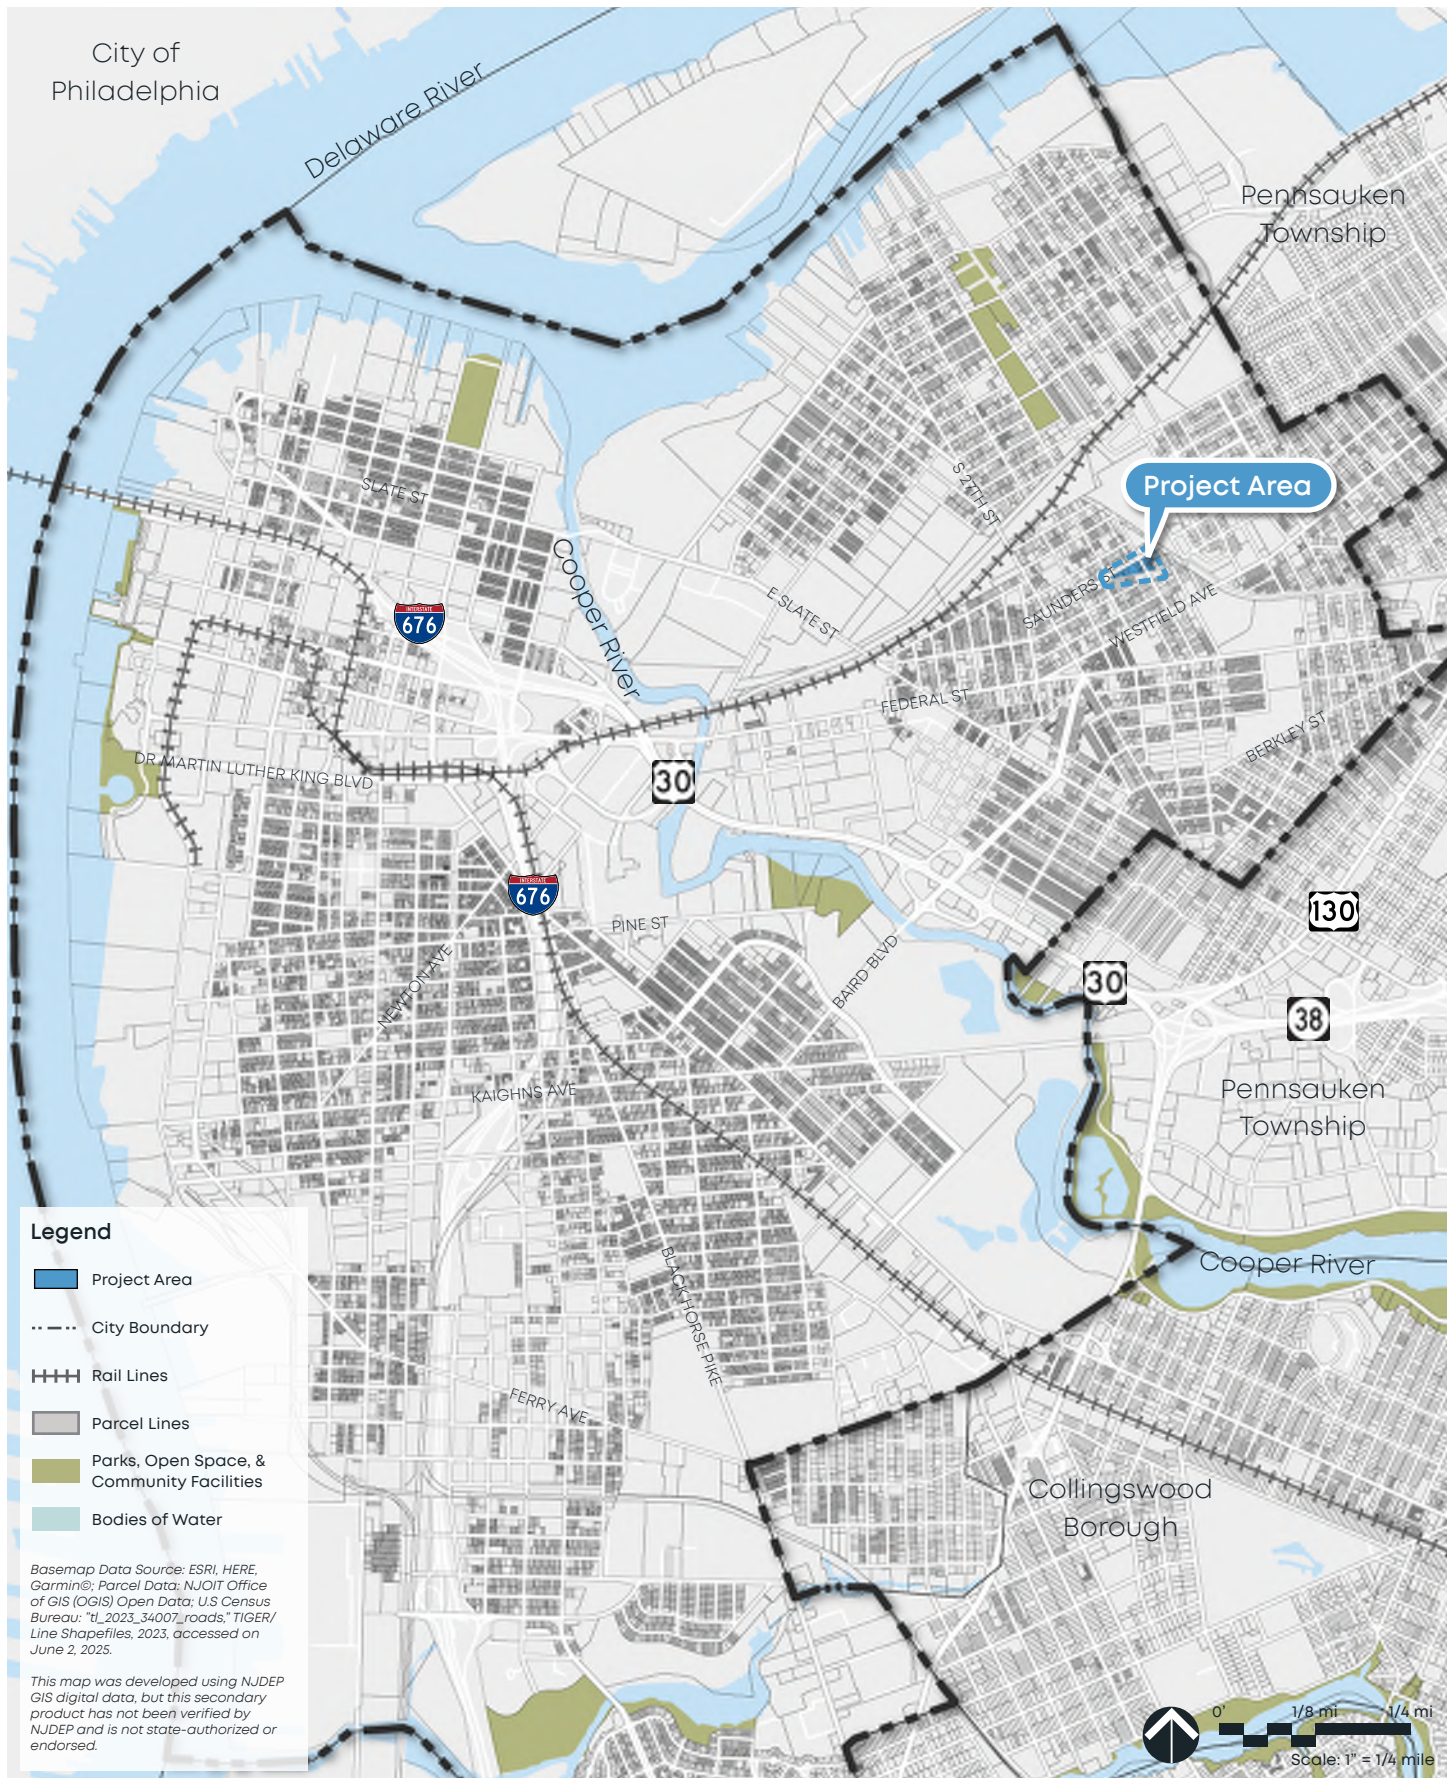 City of
Philadelphia
Delaware River
Pennsauken
Township
Project Area
S 27TH ST
SLATE ST
Cooper River
E SLATE ST
SAUNDERS ST
WESTFIELD AVE
INTERSTATE
676
FEDERAL ST
BERKLEY ST
DR MARTIN LUTHER KING BLVD
30
INTERSTATE
676
130
PINE ST
NEWTON AVE
BAIRD BLVD
30
38
KAIGHNS AVE
Pennsauken
Township
Cooper River
BLACK HORSE PIKE
FERRY AVE
Collingswood
Borough
Legend
Project Area
City Boundary
Rail Lines
Parcel Lines
Parks, Open Space, &
Community Facilities
Bodies of Water
Basemap Data Source: ESRI, HERE,
Garmin©; Parcel Data: NJOIT Office
of GIS (OGIS) Open Data; U.S Census
Bureau: "tl_2023_34007_roads," TIGER/
Line Shapefiles, 2023, accessed on
June 2, 2025.
This map was developed using NJDEP
GIS digital data, but this secondary
product has not been verified by
NJDEP and is not state-authorized or
endorsed.
0' 1/8 mi 1/4 mi
Scale: 1" = 1/4 mile